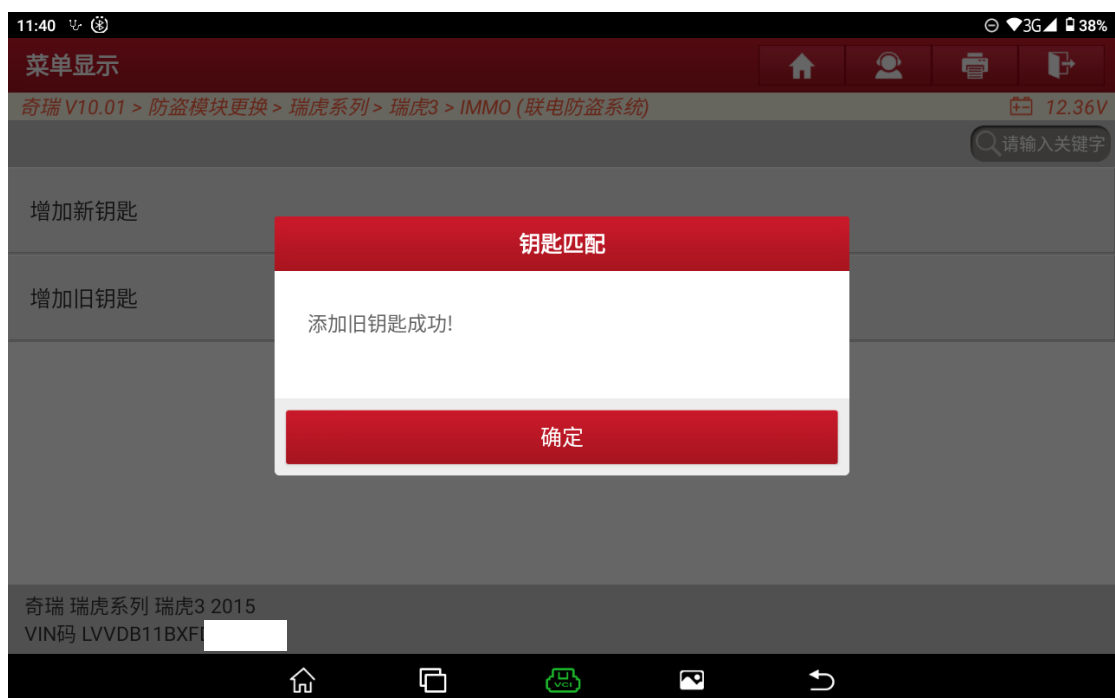 11:40 3G 38%
菜单显示
奇瑞 V10.01 > 防盗模块更换 > 瑞虎系列 > 瑞虎3 > IMMO (联电防盗系统) 12.36V
请输入关键字
增加新钥匙
钥匙匹配
增加旧钥匙
添加旧钥匙成功!
确定
奇瑞 瑞虎系列 瑞虎3 2015
VIN码 LVVDB11BXF
VCI